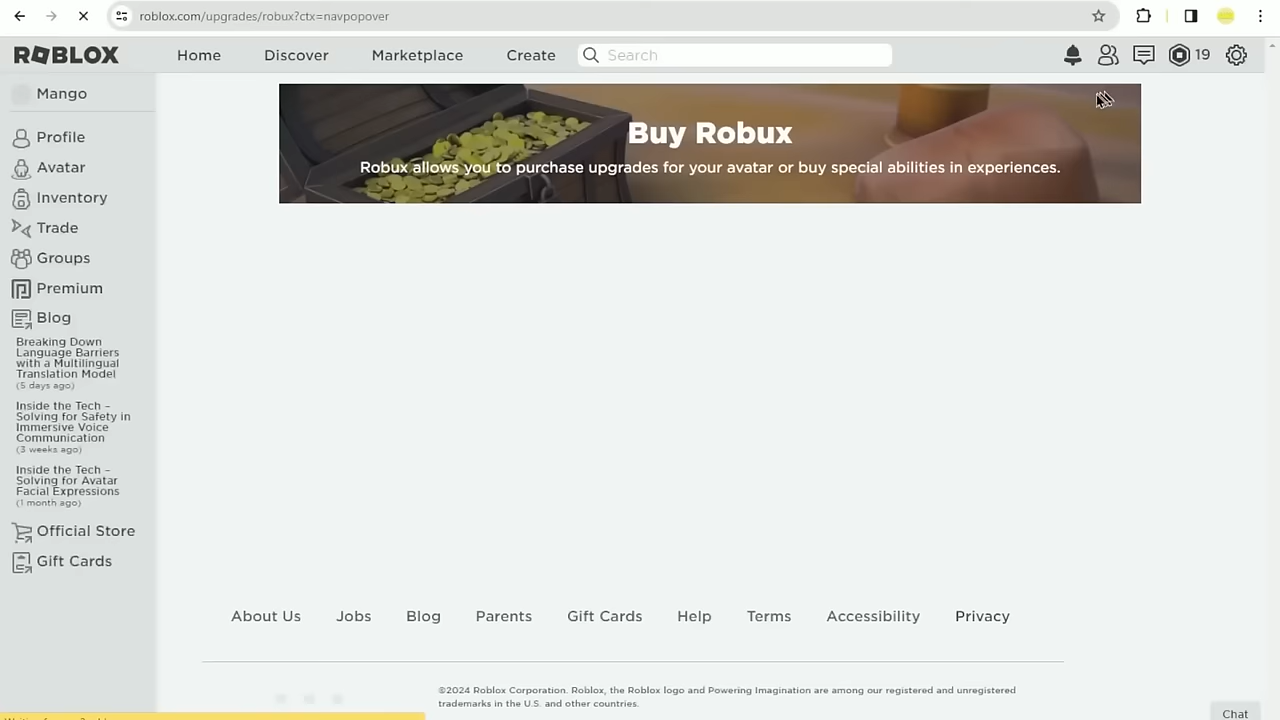 roblox.com/upgrades/robux?ctx=navpopover
ROBLOX
Home
Discover
Marketplace
Create
Search
19
Mango
Profile
Avatar
Inventory
Trade
Groups
Premium
Blog
Breaking Down
Language Barriers
with a Multilingual
Translation Model
(5 days ago)
Inside the Tech –
Solving for Safety in
Immersive Voice
Communication
(3 weeks ago)
Inside the Tech –
Solving for Avatar
Facial Expressions
(1 month ago)
Official Store
Gift Cards
Buy Robux
Robux allows you to purchase upgrades for your avatar or buy special abilities in experiences.
About Us
Jobs
Blog
Parents
Gift Cards
Help
Terms
Accessibility
Privacy
©2024 Roblox Corporation. Roblox, the Roblox logo and Powering Imagination are among our registered and unregistered
trademarks in the U.S. and other countries.
Chat